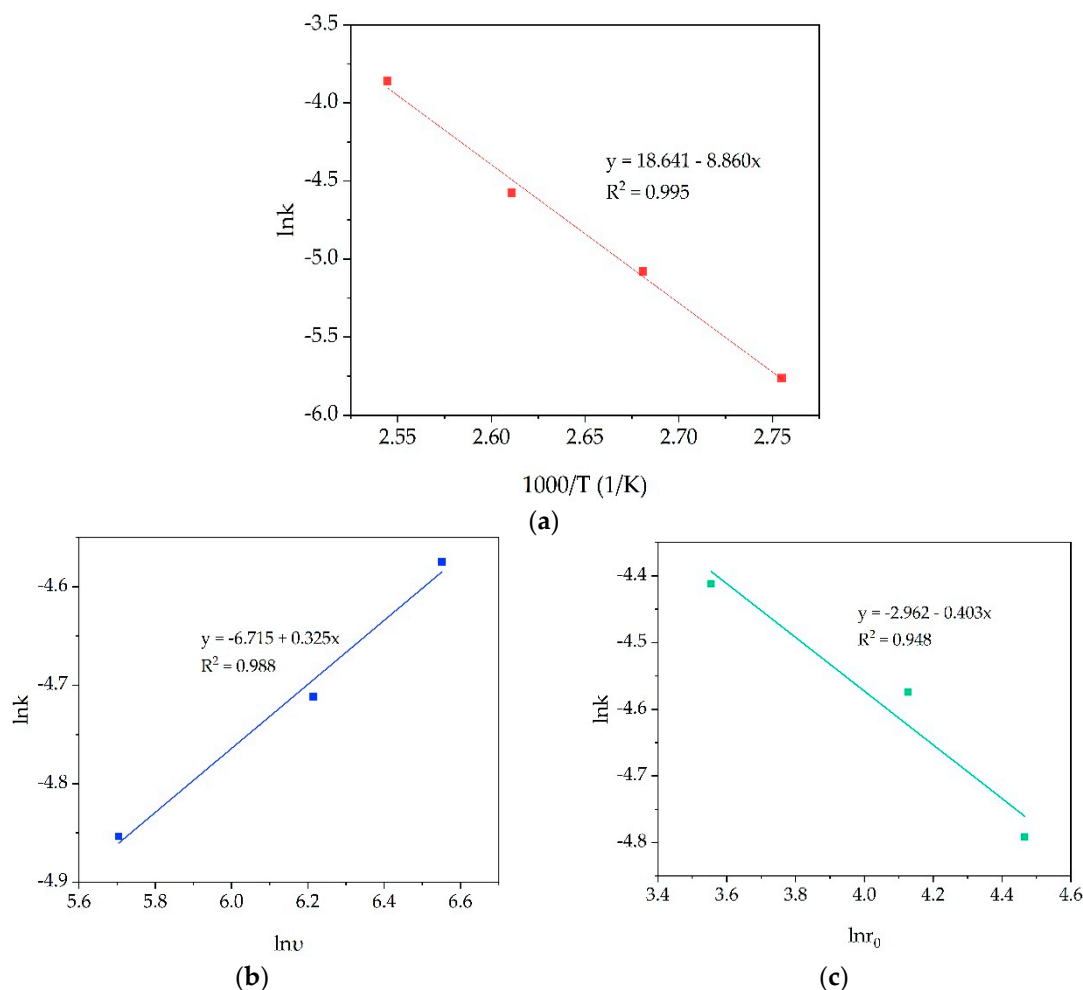 -3.5
-4.0
-4.5
-5.0
-5.5
-6.0
lnk
y = 18.641 - 8.860x
R² = 0.995
2.55 2.60 2.65 2.70 2.75
1000/T (1/K)
(a)
-4.6
-4.7
-4.8
-4.9
lnk
y = -6.715 + 0.325x
R² = 0.988
5.6 5.8 6.0 6.2 6.4 6.6
lnυ
(b)
-4.4
-4.5
-4.6
-4.7
-4.8
lnk
y = -2.962 - 0.403x
R² = 0.948
3.4 3.6 3.8 4.0 4.2 4.4 4.6
lnr₀
(c)